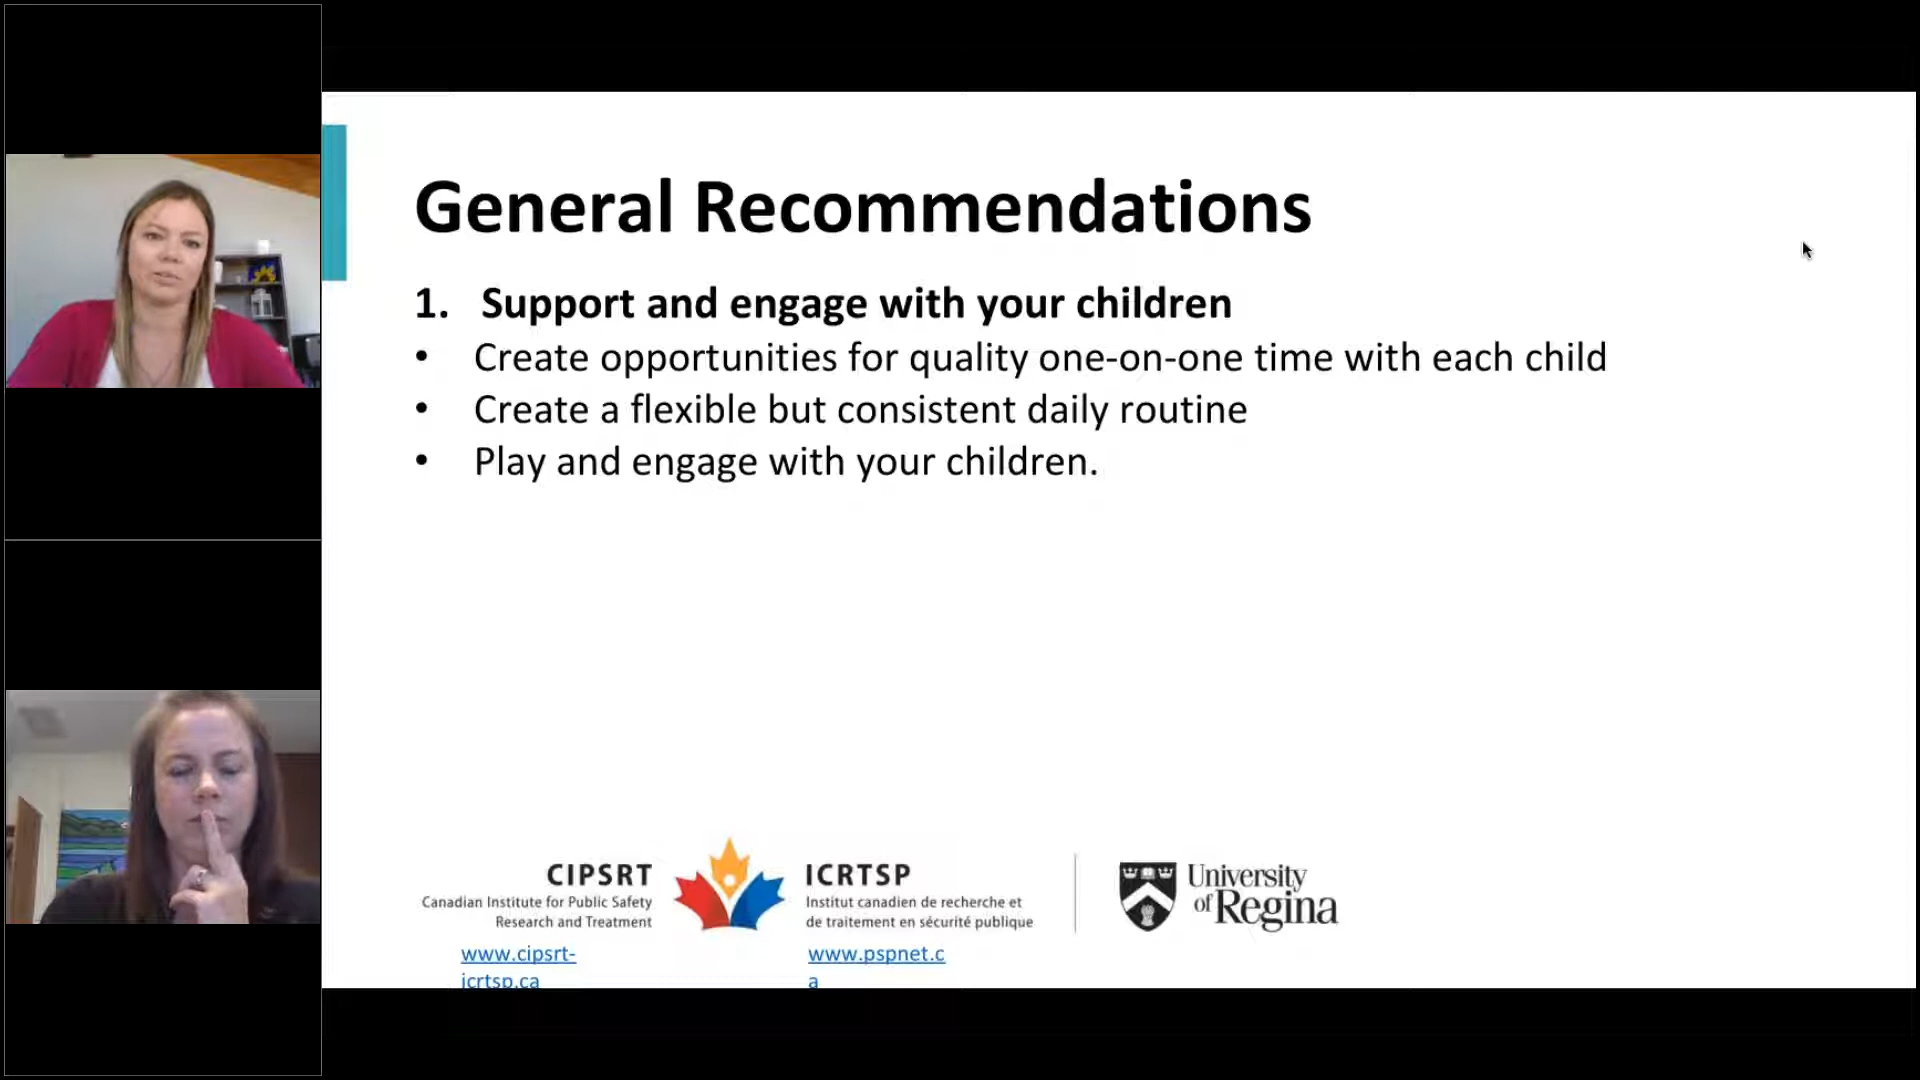 General Recommendations
1. Support and engage with your children
• Create opportunities for quality one-on-one time with each child
• Create a flexible but consistent daily routine
• Play and engage with your children.
CIPSRT
Canadian Institute for Public Safety
Research and Treatment
ICRTSP
Institut canadien de recherche et
de traitement en sécurité publique
University
of Regina
www.cipsrt-
icrtsp.ca
www.pspnet.c
a